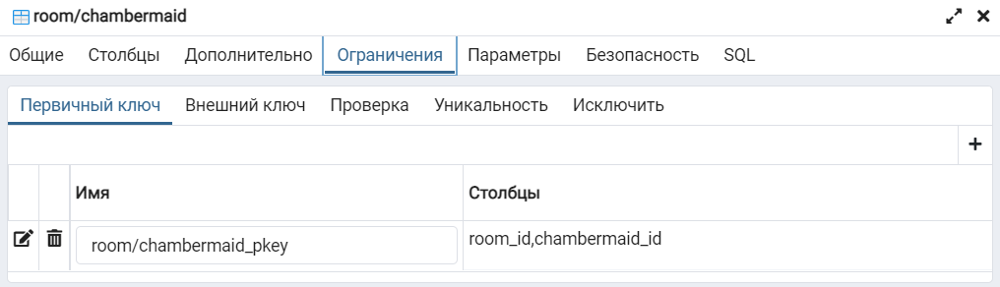 room/chambermaid
Общие Столбцы Дополнительно Ограничения Параметры Безопасность SQL
Первичный ключ Внешний ключ Проверка Уникальность Исключить
Имя Столбцы
room/chambermaid_pkey room_id,chambermaid_id